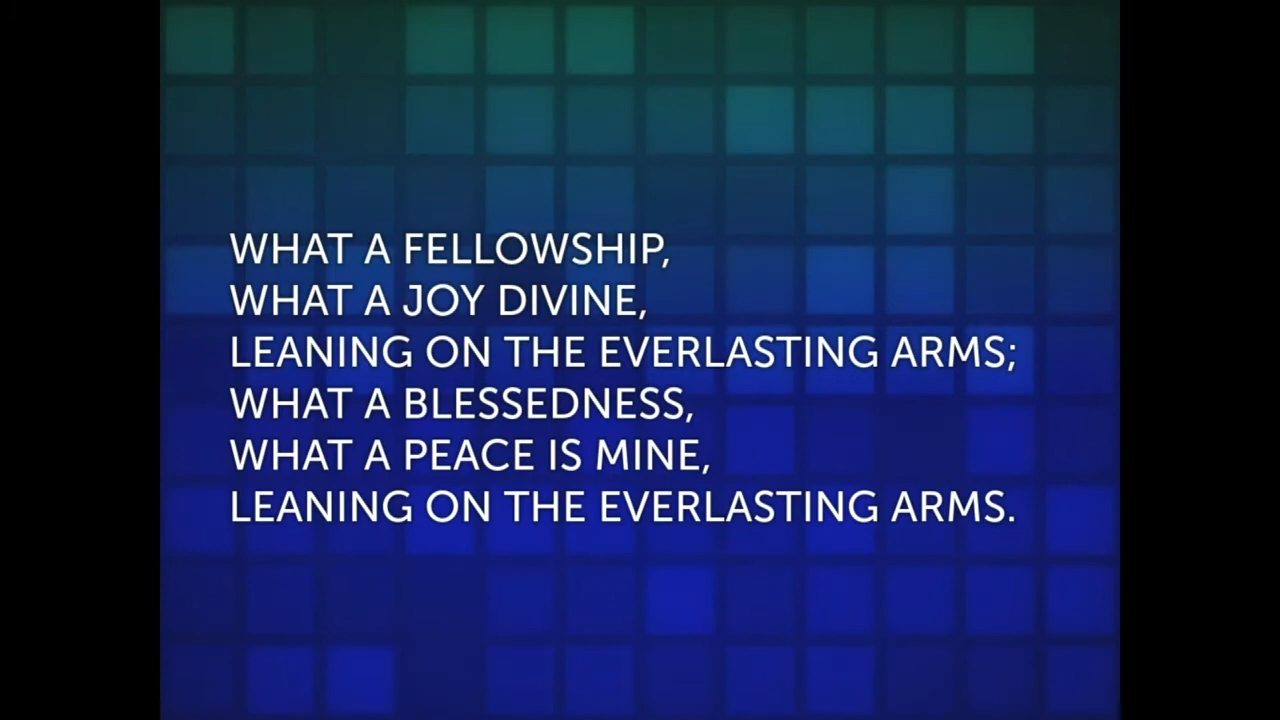 WHAT A FELLOWSHIP,
WHAT A JOY DIVINE,
LEANING ON THE EVERLASTING ARMS;
WHAT A BLESSEDNESS,
WHAT A PEACE IS MINE,
LEANING ON THE EVERLASTING ARMS.